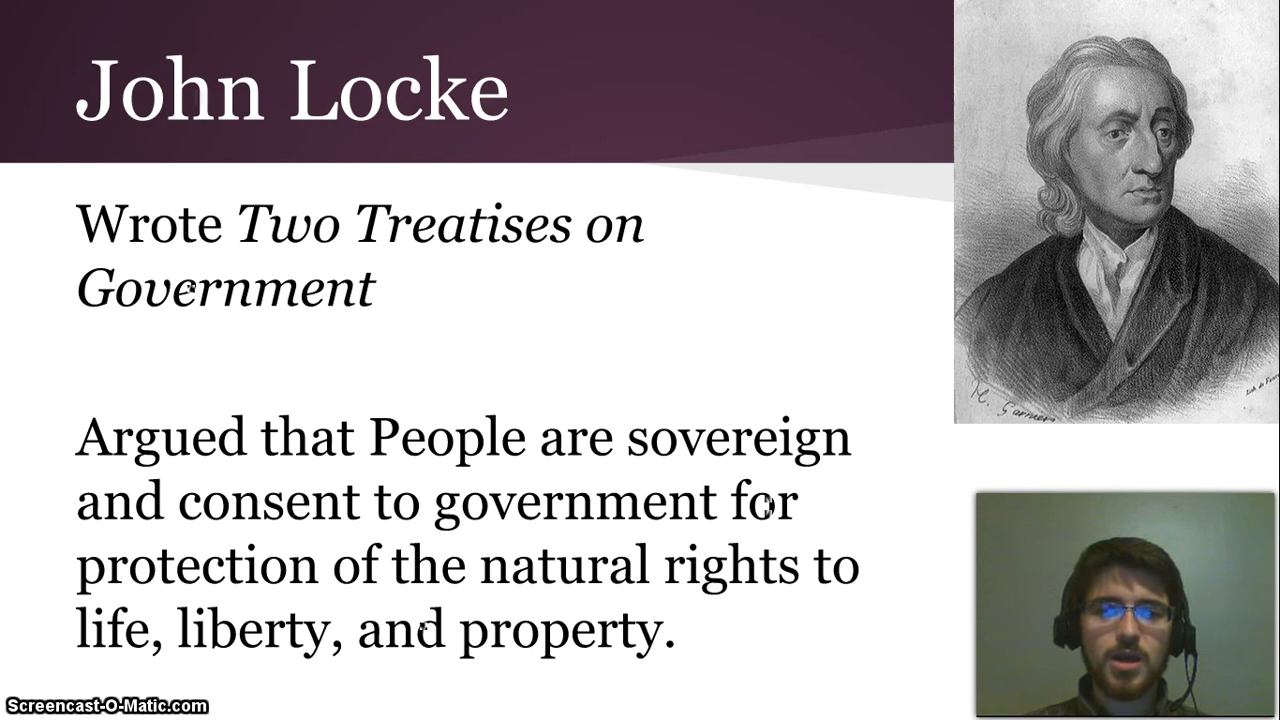 John Locke
Wrote Two Treatises on
Government
Argued that People are sovereign
and consent to government for
protection of the natural rights to
life, liberty, and property.
Screencast-O-Matic.com